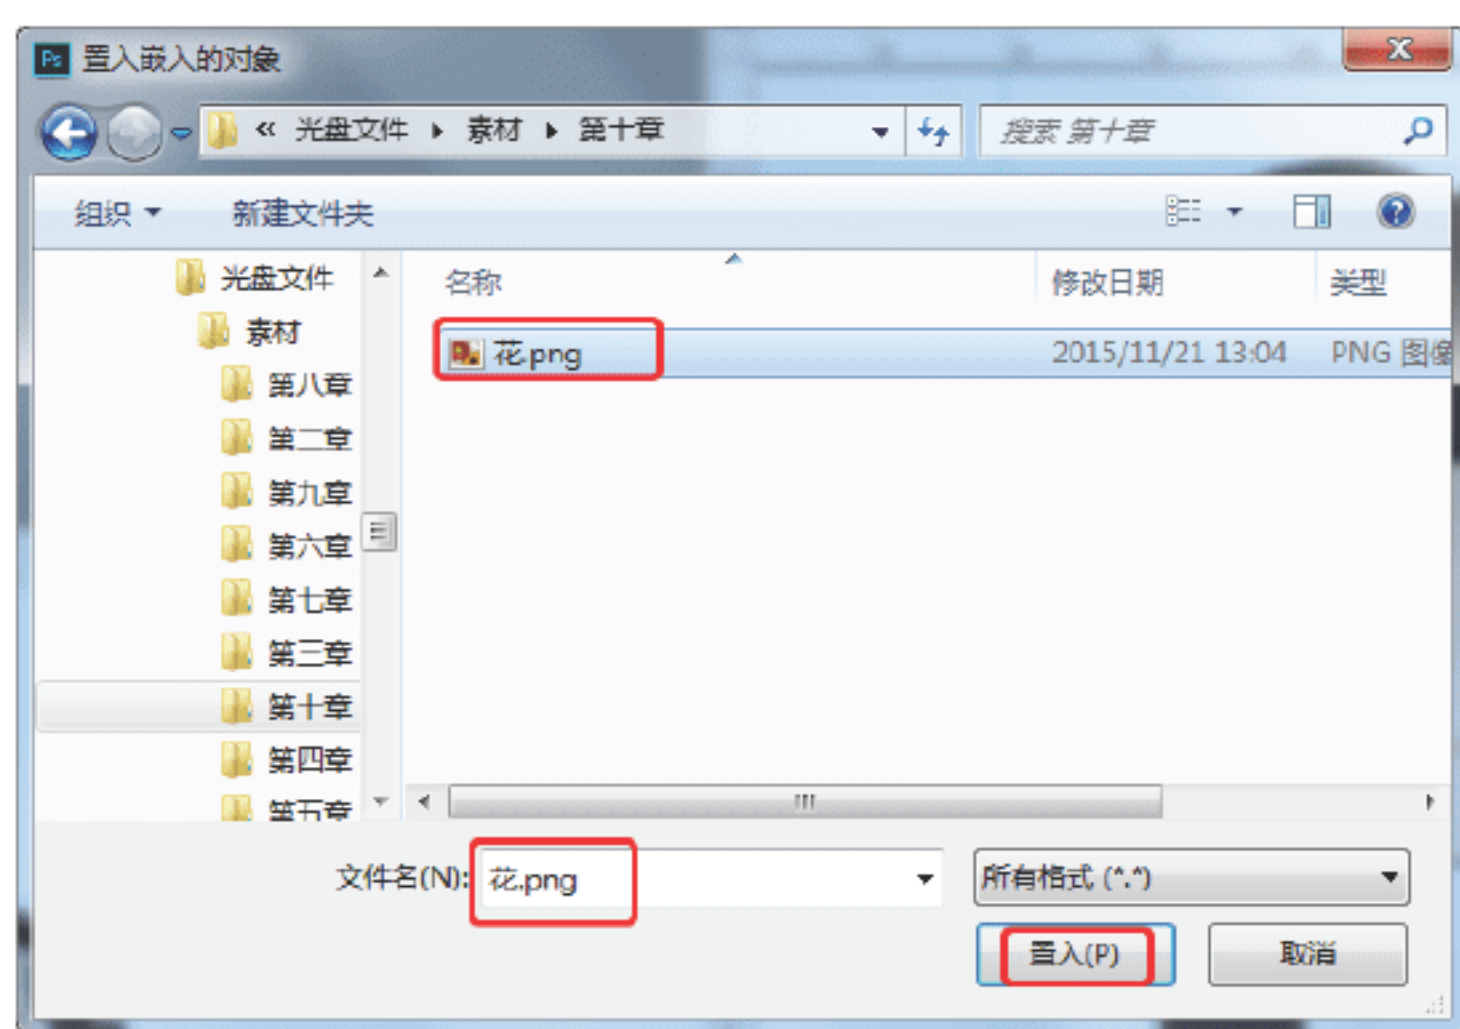 Ps 置入嵌入的对象
« 光盘文件 ▸ 素材 ▸ 第十章
搜索 第十章
组织 新建文件夹
光盘文件
素材
第八章
第二章
第九章
第六章
第七章
第三章
第十章
第四章
第五章
名称 修改日期 类型
花.png 2015/11/21 13:04 PNG 图像
文件名(N): 花.png 所有格式 (*.*)
置入(P) 取消